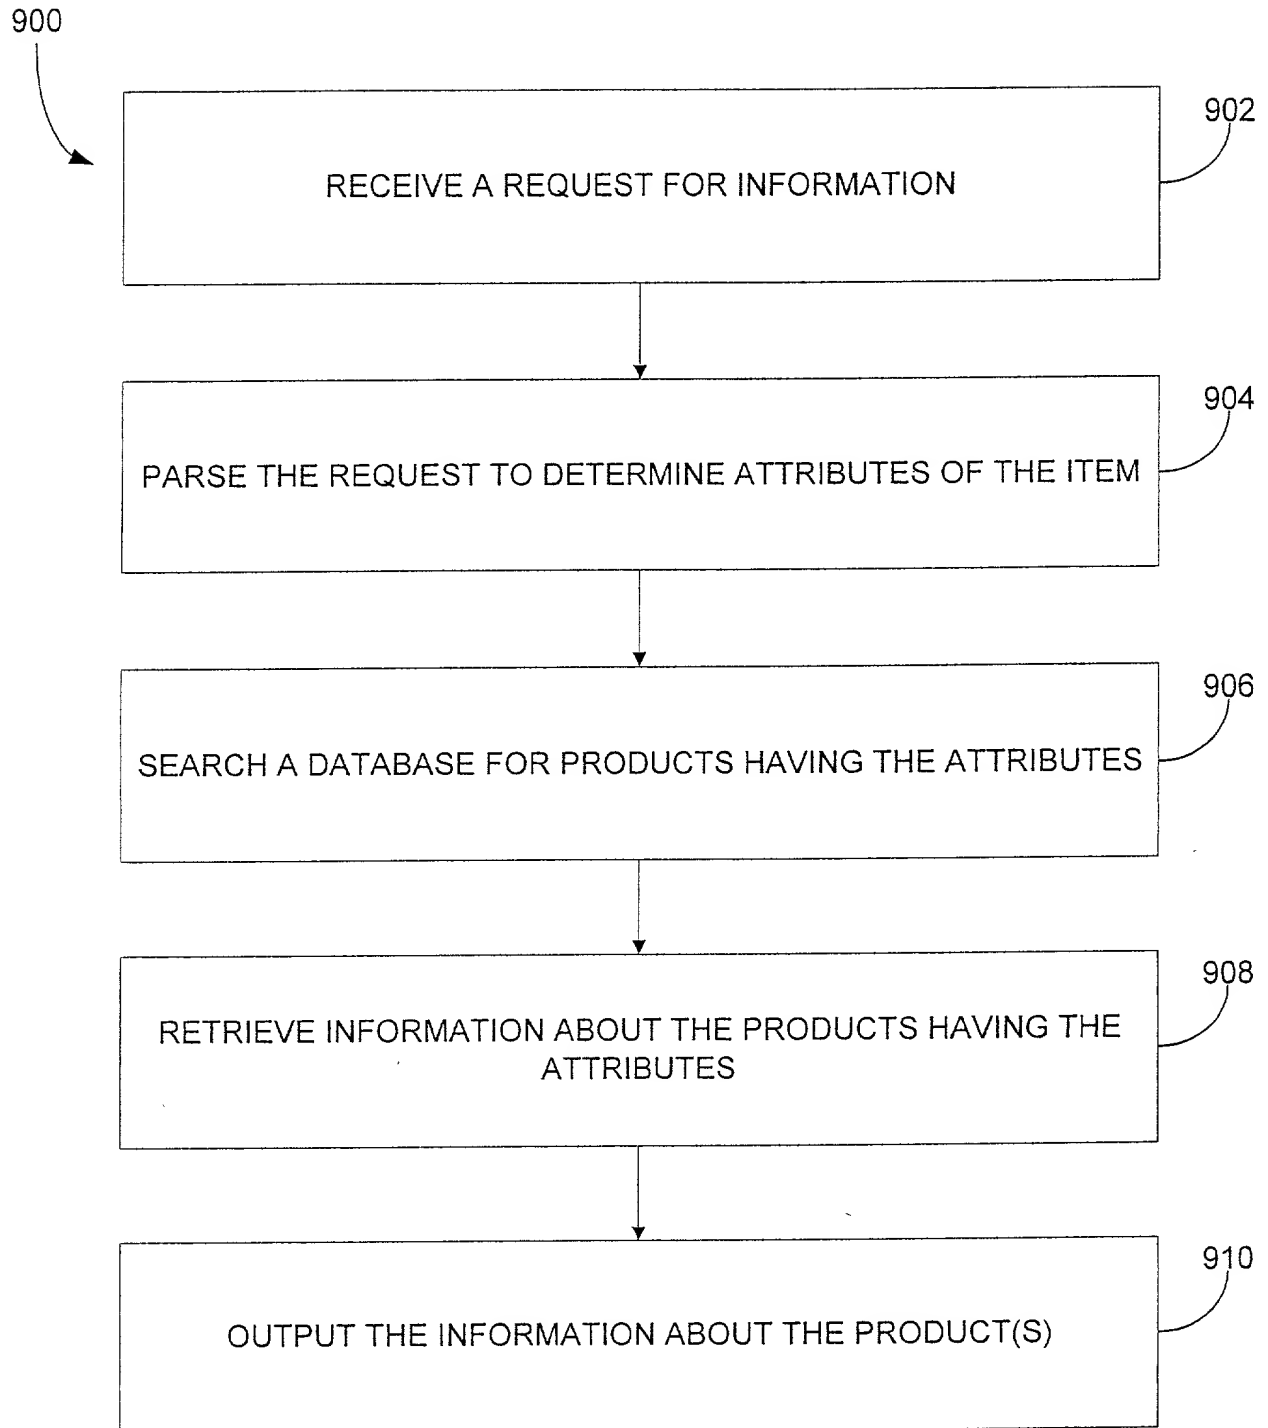 900
902
RECEIVE A REQUEST FOR INFORMATION
904
PARSE THE REQUEST TO DETERMINE ATTRIBUTES OF THE ITEM
906
SEARCH A DATABASE FOR PRODUCTS HAVING THE ATTRIBUTES
908
RETRIEVE INFORMATION ABOUT THE PRODUCTS HAVING THE
ATTRIBUTES
910
OUTPUT THE INFORMATION ABOUT THE PRODUCT(S)